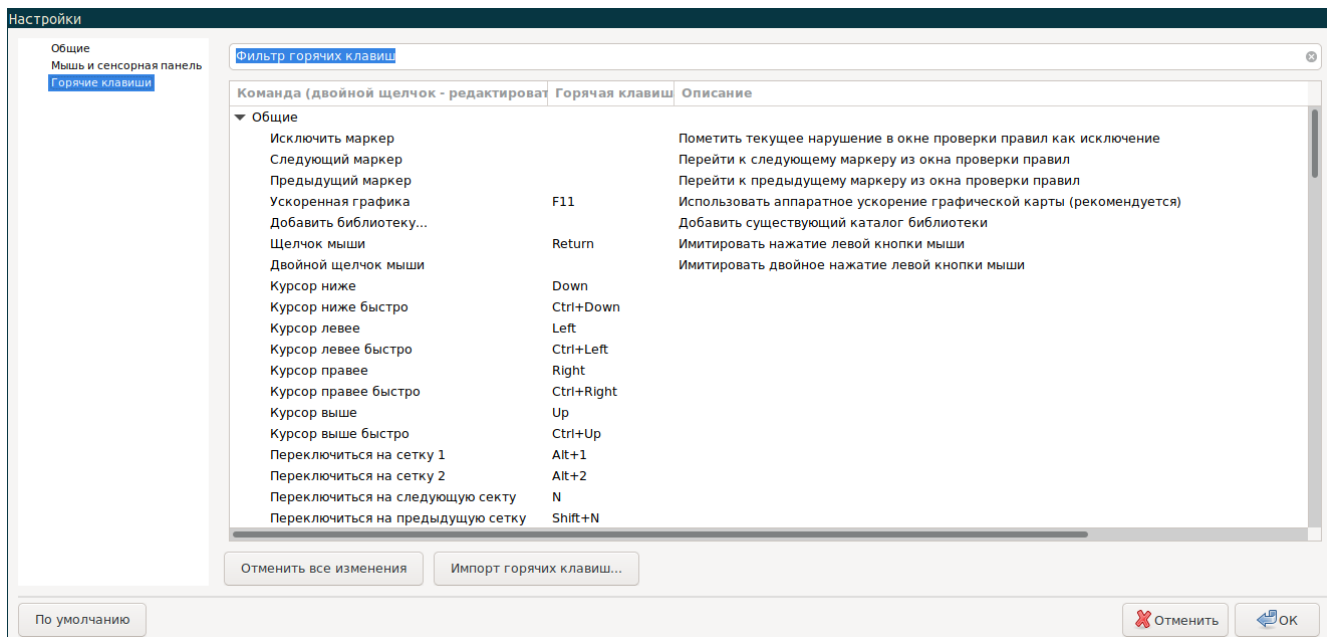 Настройки
Общие
Мышь и сенсорная панель
Горячие клавиши
Фильтр горячих клавиш
Команда (двойной щелчок - редактироват Горячая клавиш Описание
Общие
Исключить маркер Пометить текущее нарушение в окне проверки правил как исключение
Следующий маркер Перейти к следующему маркеру из окна проверки правил
Предыдущий маркер Перейти к предыдущему маркеру из окна проверки правил
Ускоренная графика F11 Использовать аппаратное ускорение графической карты (рекомендуется)
Добавить библиотеку... Добавить существующий каталог библиотеки
Щелчок мыши Return Имитировать нажатие левой кнопки мыши
Двойной щелчок мыши Имитировать двойное нажатие левой кнопки мыши
Курсор ниже Down
Курсор ниже быстро Ctrl+Down
Курсор левее Left
Курсор левее быстро Ctrl+Left
Курсор правее Right
Курсор правее быстро Ctrl+Right
Курсор выше Up
Курсор выше быстро Ctrl+Up
Переключиться на сетку 1 Alt+1
Переключиться на сетку 2 Alt+2
Переключиться на следующую секту N
Переключиться на предыдущую сетку Shift+N
Отменить все изменения Импорт горячих клавиш...
По умолчанию Отменить ОК